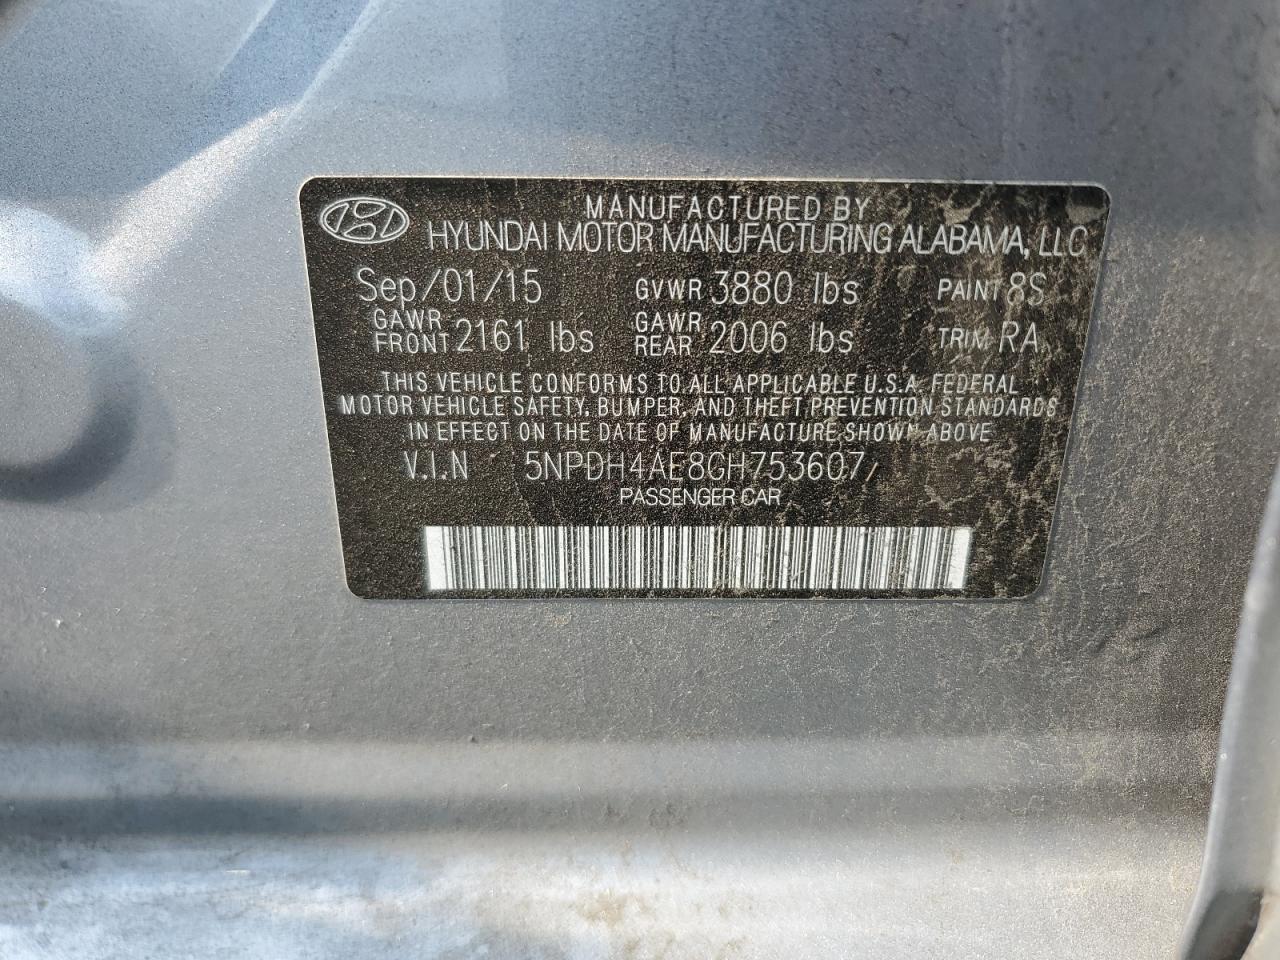 MANUFACTURED BY
HYUNDAI MOTOR MANUFACTURING ALABAMA, LLC
Sep/01/15 GVWR 3880 lbs PAINT 8S
GAWR FRONT 2161 lbs GAWR REAR 2006 lbs TRIM RA
THIS VEHICLE CONFORMS TO ALL APPLICABLE U.S.A. FEDERAL
MOTOR VEHICLE SAFETY, BUMPER, AND THEFT PREVENTION STANDARDS
IN EFFECT ON THE DATE OF MANUFACTURE SHOWN ABOVE
V.I.N 5NPDH4AE8GH753607
PASSENGER CAR